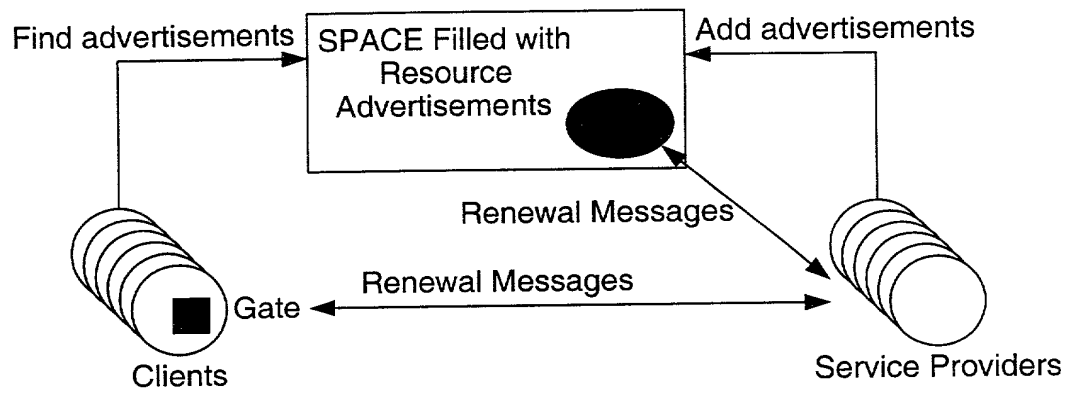 Find advertisements
SPACE Filled with
Resource
Advertisements
Add advertisements
Renewal Messages
Renewal Messages
Gate
Clients
Service Providers